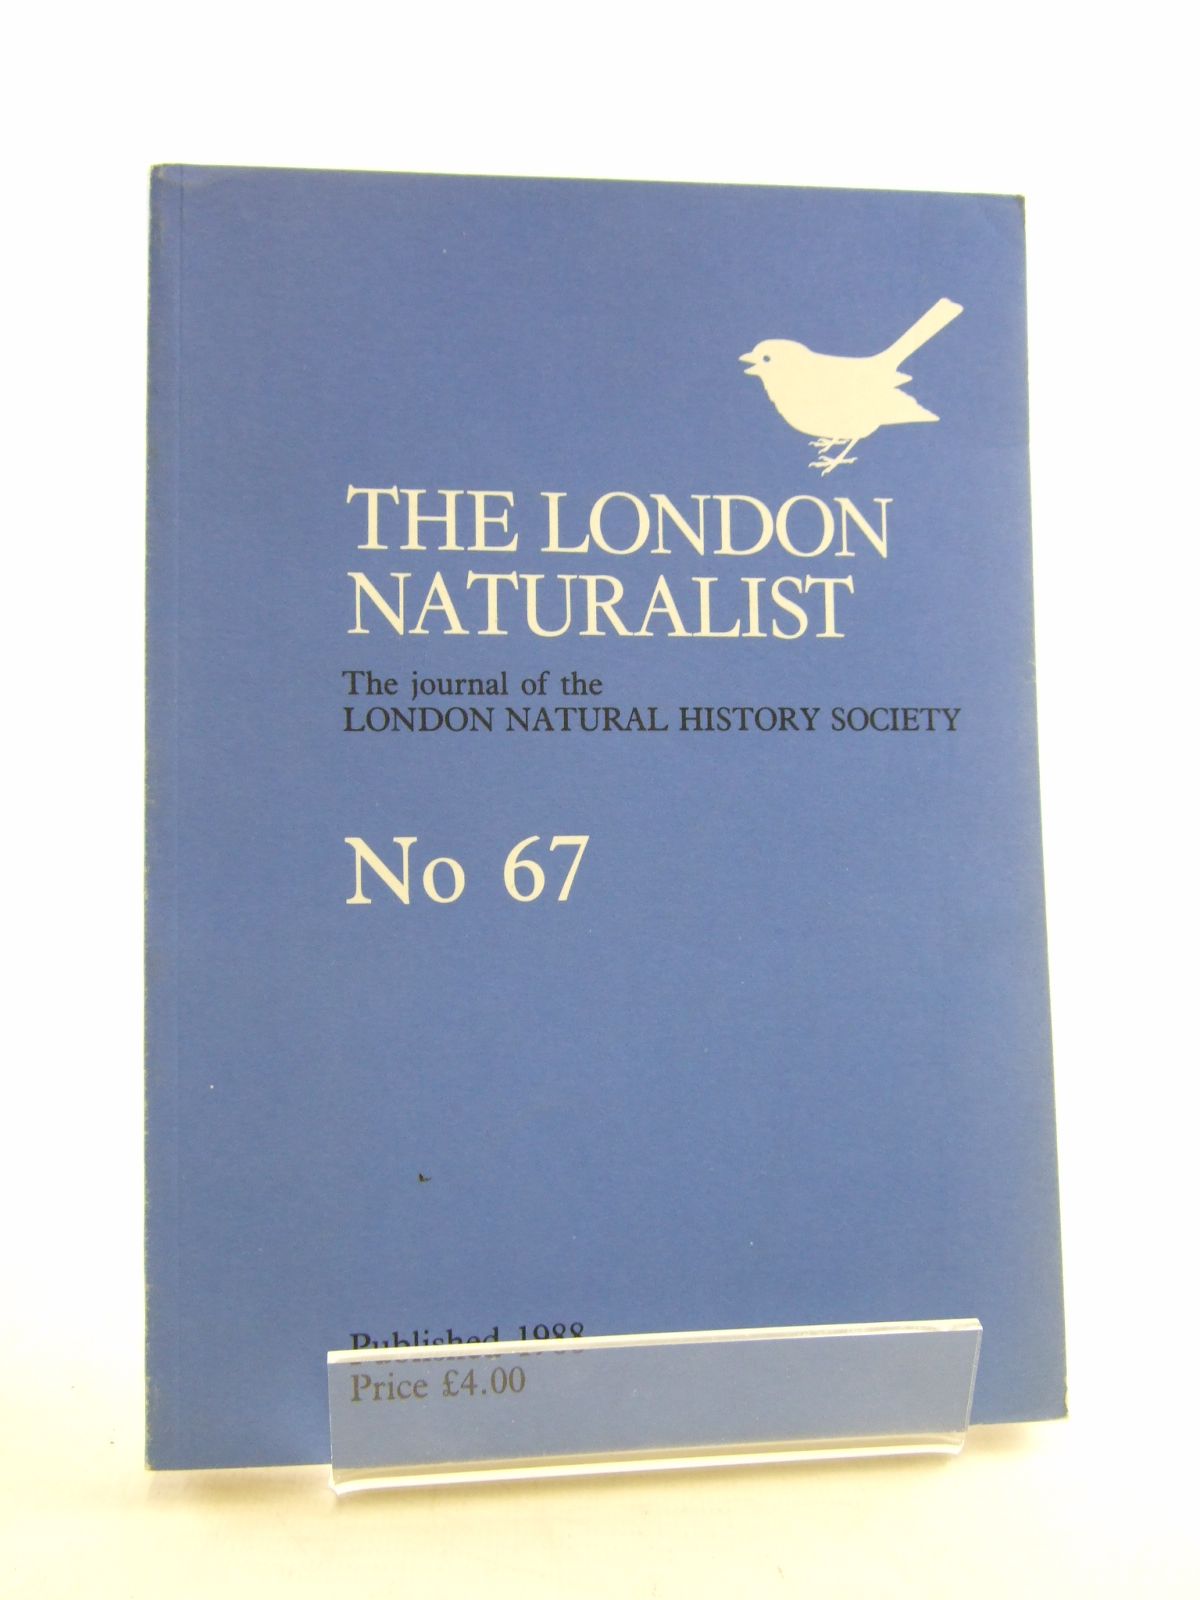 THE LONDON
NATURALIST
The journal of the
LONDON NATURAL HISTORY SOCIETY
No 67
Published 1988
Price £4.00